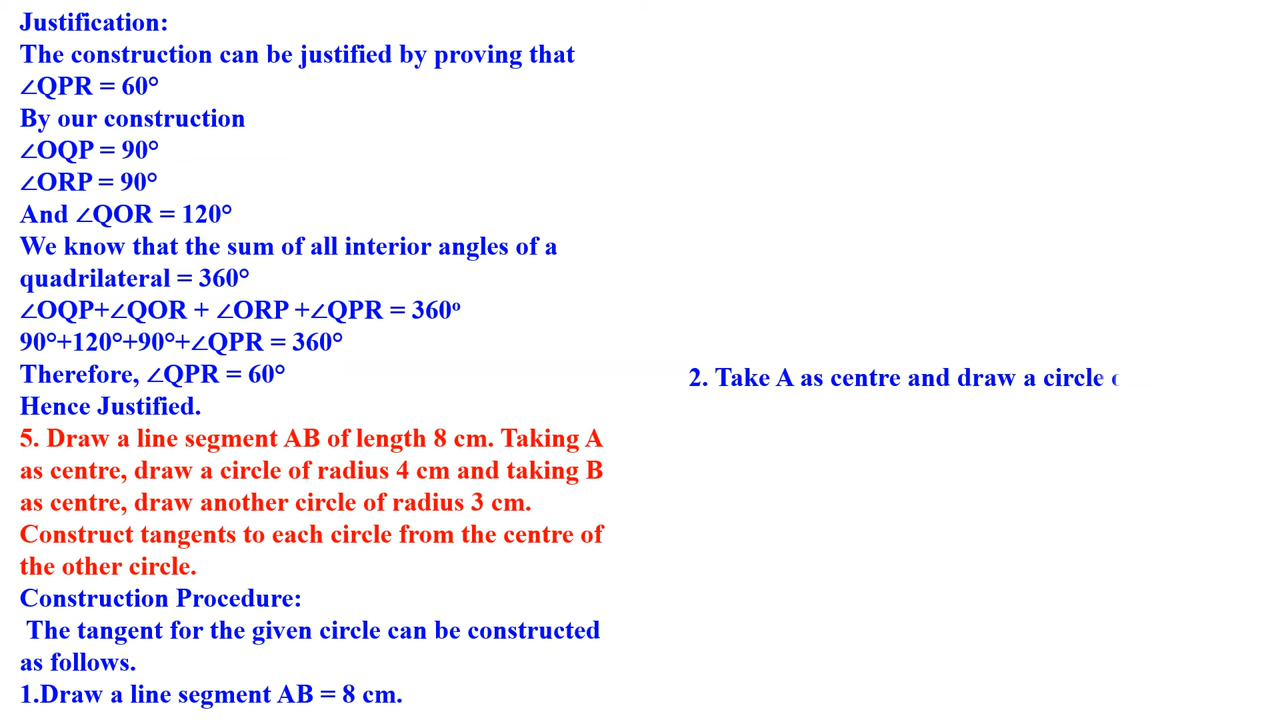 Justification:
The construction can be justified by proving that
∠QPR = 60°
By our construction
∠OQP = 90°
∠ORP = 90°
And ∠QOR = 120°
We know that the sum of all interior angles of a
quadrilateral = 360°
∠OQP+∠QOR + ∠ORP +∠QPR = 360º
90°+120°+90°+∠QPR = 360°
Therefore, ∠QPR = 60°
Hence Justified.
5. Draw a line segment AB of length 8 cm. Taking A
as centre, draw a circle of radius 4 cm and taking B
as centre, draw another circle of radius 3 cm.
Construct tangents to each circle from the centre of
the other circle.
Construction Procedure:
The tangent for the given circle can be constructed
as follows.
1.Draw a line segment AB = 8 cm.
2. Take A as centre and draw a circle